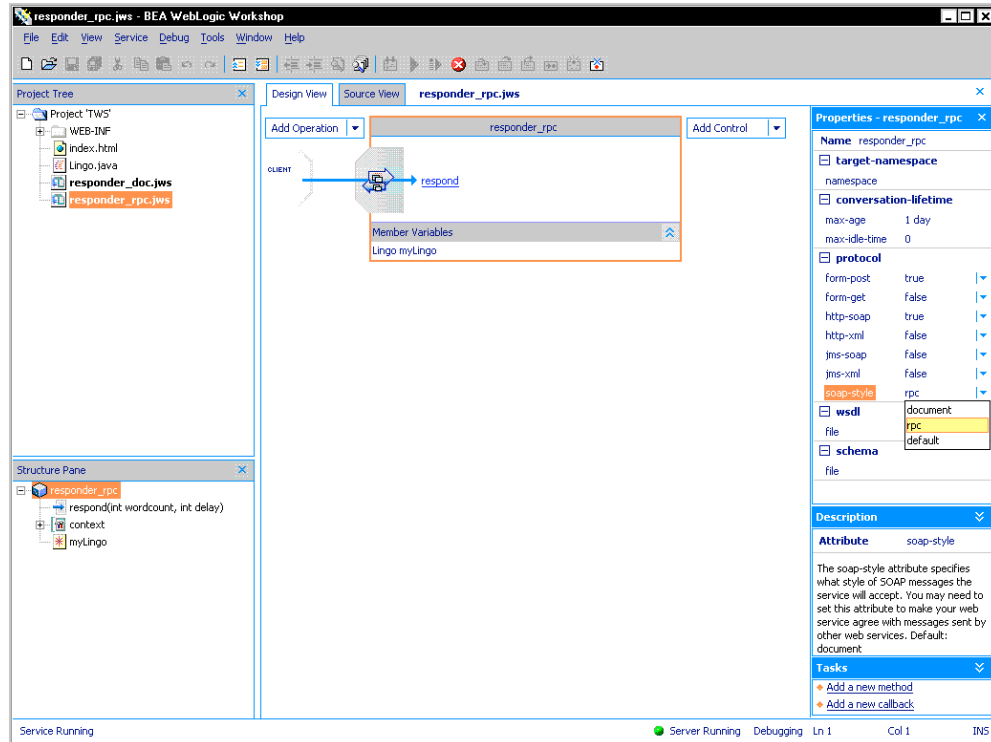 responder_rpc.jws - BEA WebLogic Workshop
File Edit View Service Debug Tools Window Help
Project Tree
Project 'TWS'
WEB-INF
index.html
Lingo.java
responder_doc.jws
responder_rpc.jws
Structure Pane
responder_rpc
respond(int wordcount, int delay)
context
myLingo
Design View Source View responder_rpc.jws
Add Operation responder_rpc Add Control
CLIENT
respond
Member Variables
Lingo myLingo
Properties - responder_rpc
Name responder_rpc
target-namespace
namespace
conversation-lifetime
max-age 1 day
max-idle-time 0
protocol
form-post true
form-get false
http-soap true
http-xml false
jms-soap false
jms-xml false
soap-style rpc
document
rpc
default
wsdl
file
schema
file
Description
Attribute soap-style
The soap-style attribute specifies
what style of SOAP messages the
service will accept. You may need to
set this attribute to make your web
service agree with messages sent by
other web services. Default:
document
Tasks
Add a new method
Add a new callback
Service Running Server Running Debugging Ln 1 Col 1 INS